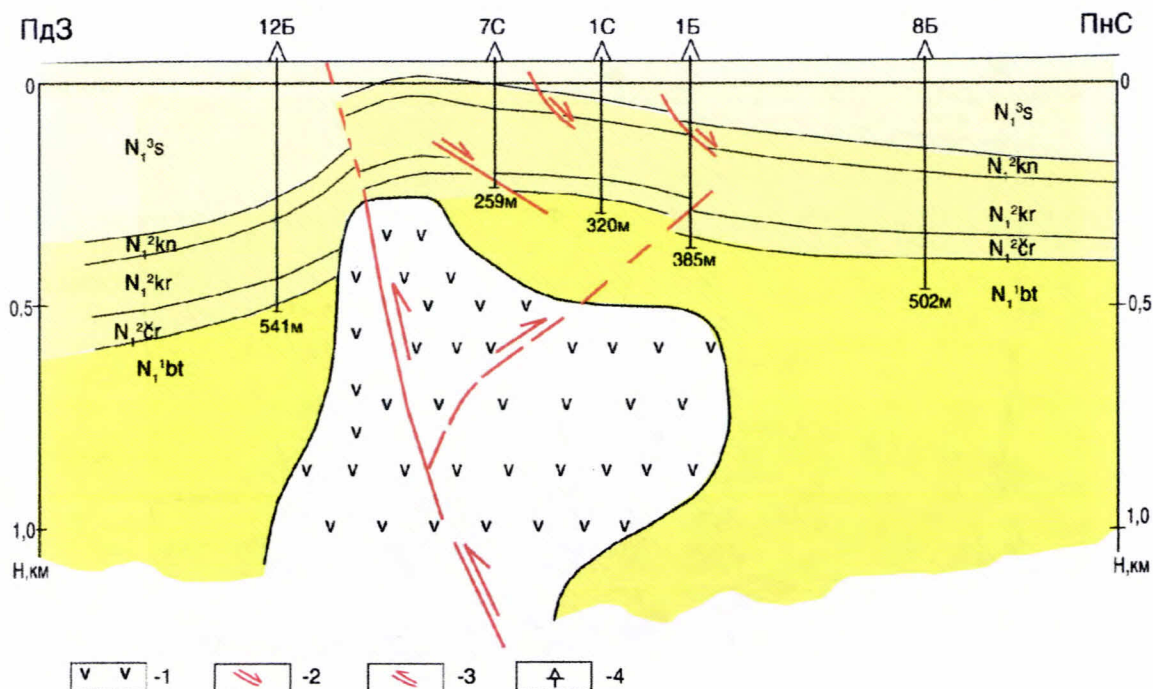 ПдЗ 12Б 7С 1С 1Б 8Б ПнС
0 0
N₁³s N₁³s
N₁²kn
259м
N₁²kr
320м
N₁²kn N₁²čr
385м
N₁²kr
502м N₁¹bt
0,5 541м 0,5
N₁²čr
N₁¹bt
v v
v v v
v v v
v v v v v v v v
v v v v v v
v
v v v v v v v v v
1,0 v v v v v v v 1,0
Н,км Н,км
v v -1 -2 -3 -4